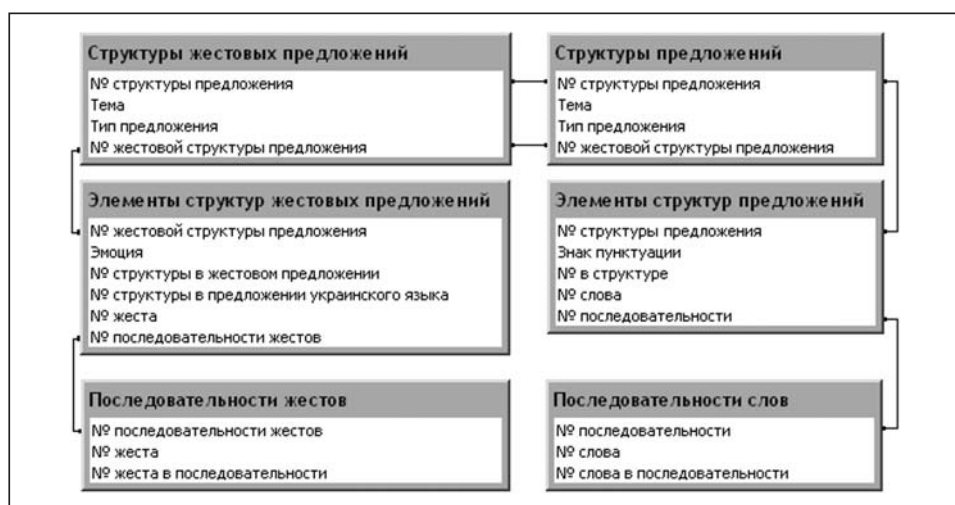 Структуры жестовых предложений
№ структуры предложения
Тема
Тип предложения
№ жестовой структуры предложения
Структуры предложений
№ структуры предложения
Тема
Тип предложения
№ жестовой структуры предложения
Элементы структур жестовых предложений
№ жестовой структуры предложения
Эмоция
№ структуры в жестовом предложении
№ структуры в предложении украинского языка
№ жеста
№ последовательности жестов
Элементы структур предложений
№ структуры предложения
Знак пунктуации
№ в структуре
№ слова
№ последовательности
Последовательности жестов
№ последовательности жестов
№ жеста
№ жеста в последовательности
Последовательности слов
№ последовательности
№ слова
№ слова в последовательности